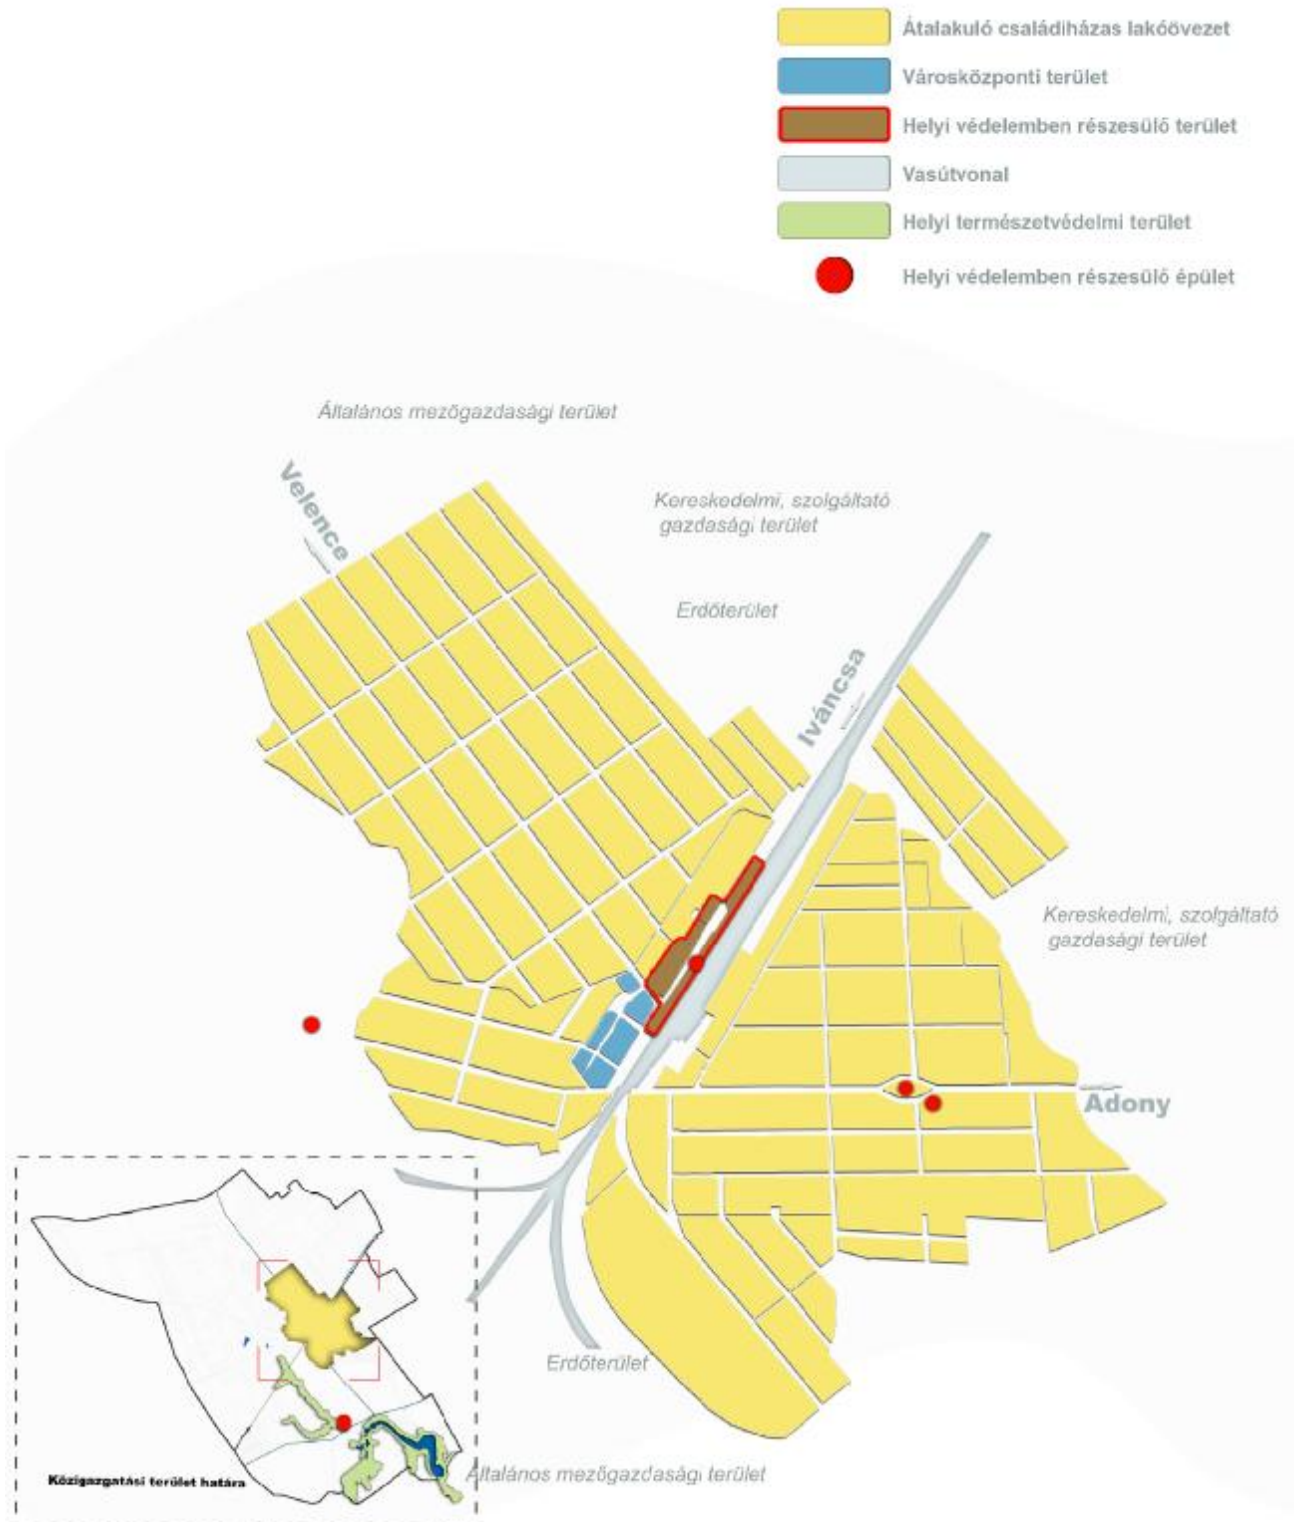 Átalakuló családiházas lakóövezet
Városközponti terület
Helyi védelemben részesülő terület
Vasútvonal
Helyi természetvédelmi terület
Helyi védelemben részesülő épület
Általános mezőgazdasági terület
Velence
Kereskedelmi, szolgáltató
gazdasági terület
Erdőterület
Iváncsa
Kereskedelmi, szolgáltató
gazdasági terület
Adony
Erdőterület
Közigazgatási terület határa
Általános mezőgazdasági terület